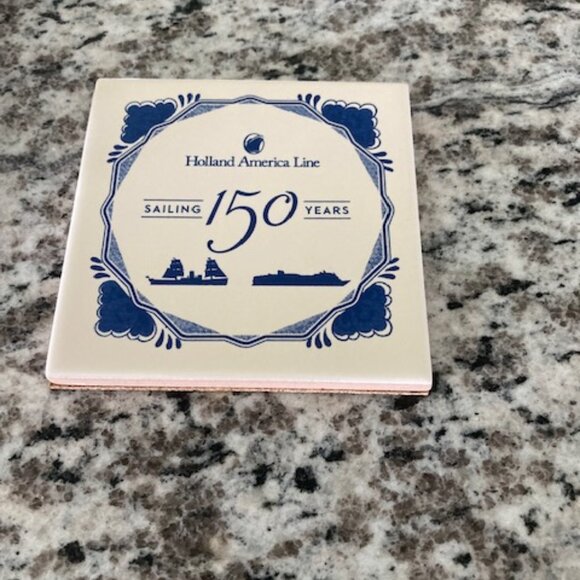 Holland America Line
SAILING 150 YEARS